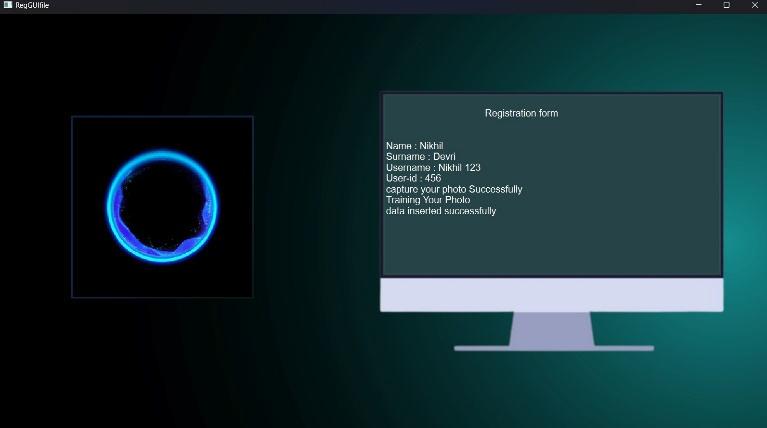 RegGUIfile
Registration form
Name : Nikhil
Surname : Devri
Username : Nikhil 123
User-id : 456
capture your photo Successfully
Training Your Photo
data inserted successfully